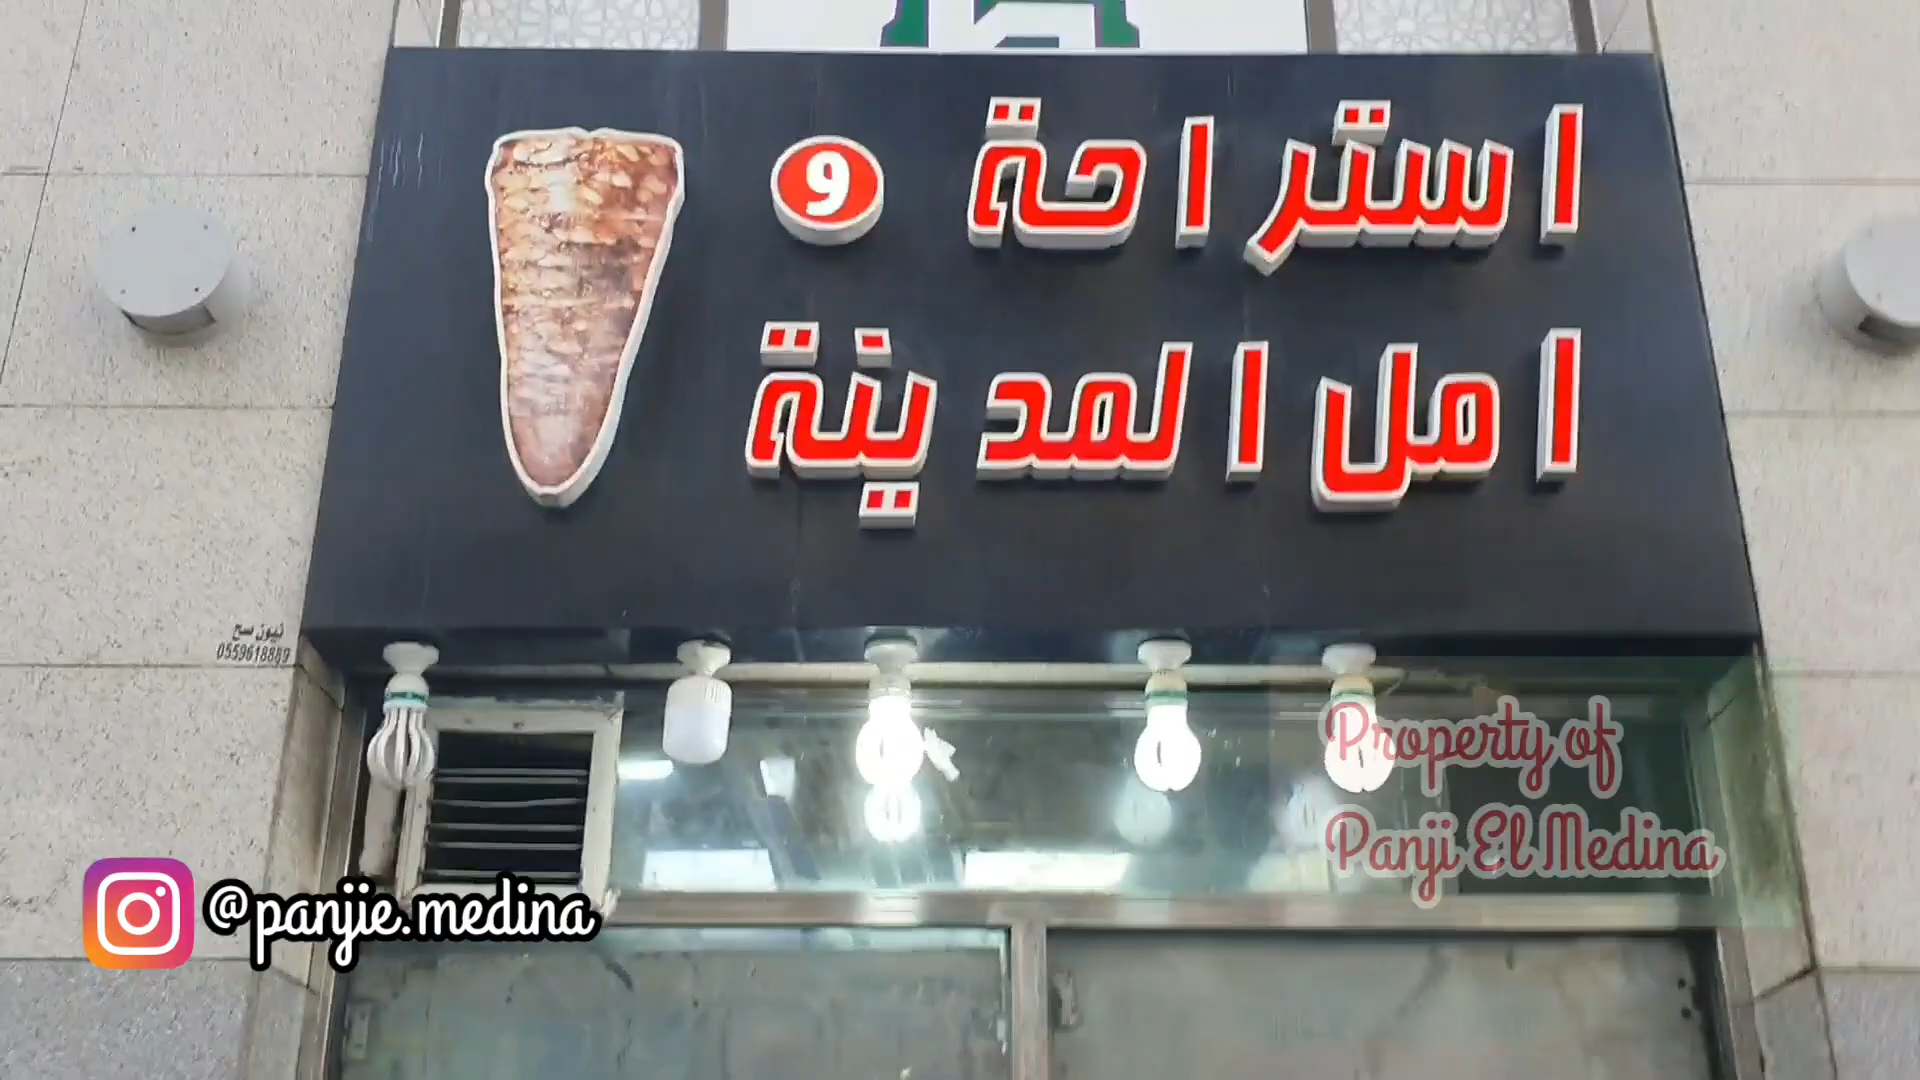 استراحة 9
امل المدينة
نيون سح
0559618889
Property of
Panji El Medina
@panjie.medina